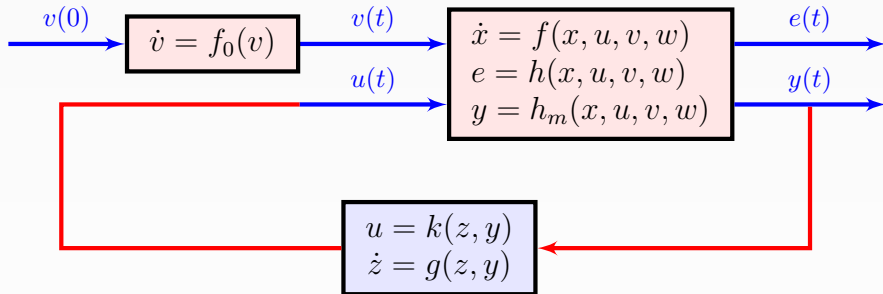 v(0)
v̇ = f₀(v)
v(t)
u(t)
ẋ = f(x, u, v, w)
e = h(x, u, v, w)
y = hₘ(x, u, v, w)
e(t)
y(t)
u = k(z, y)
ż = g(z, y)